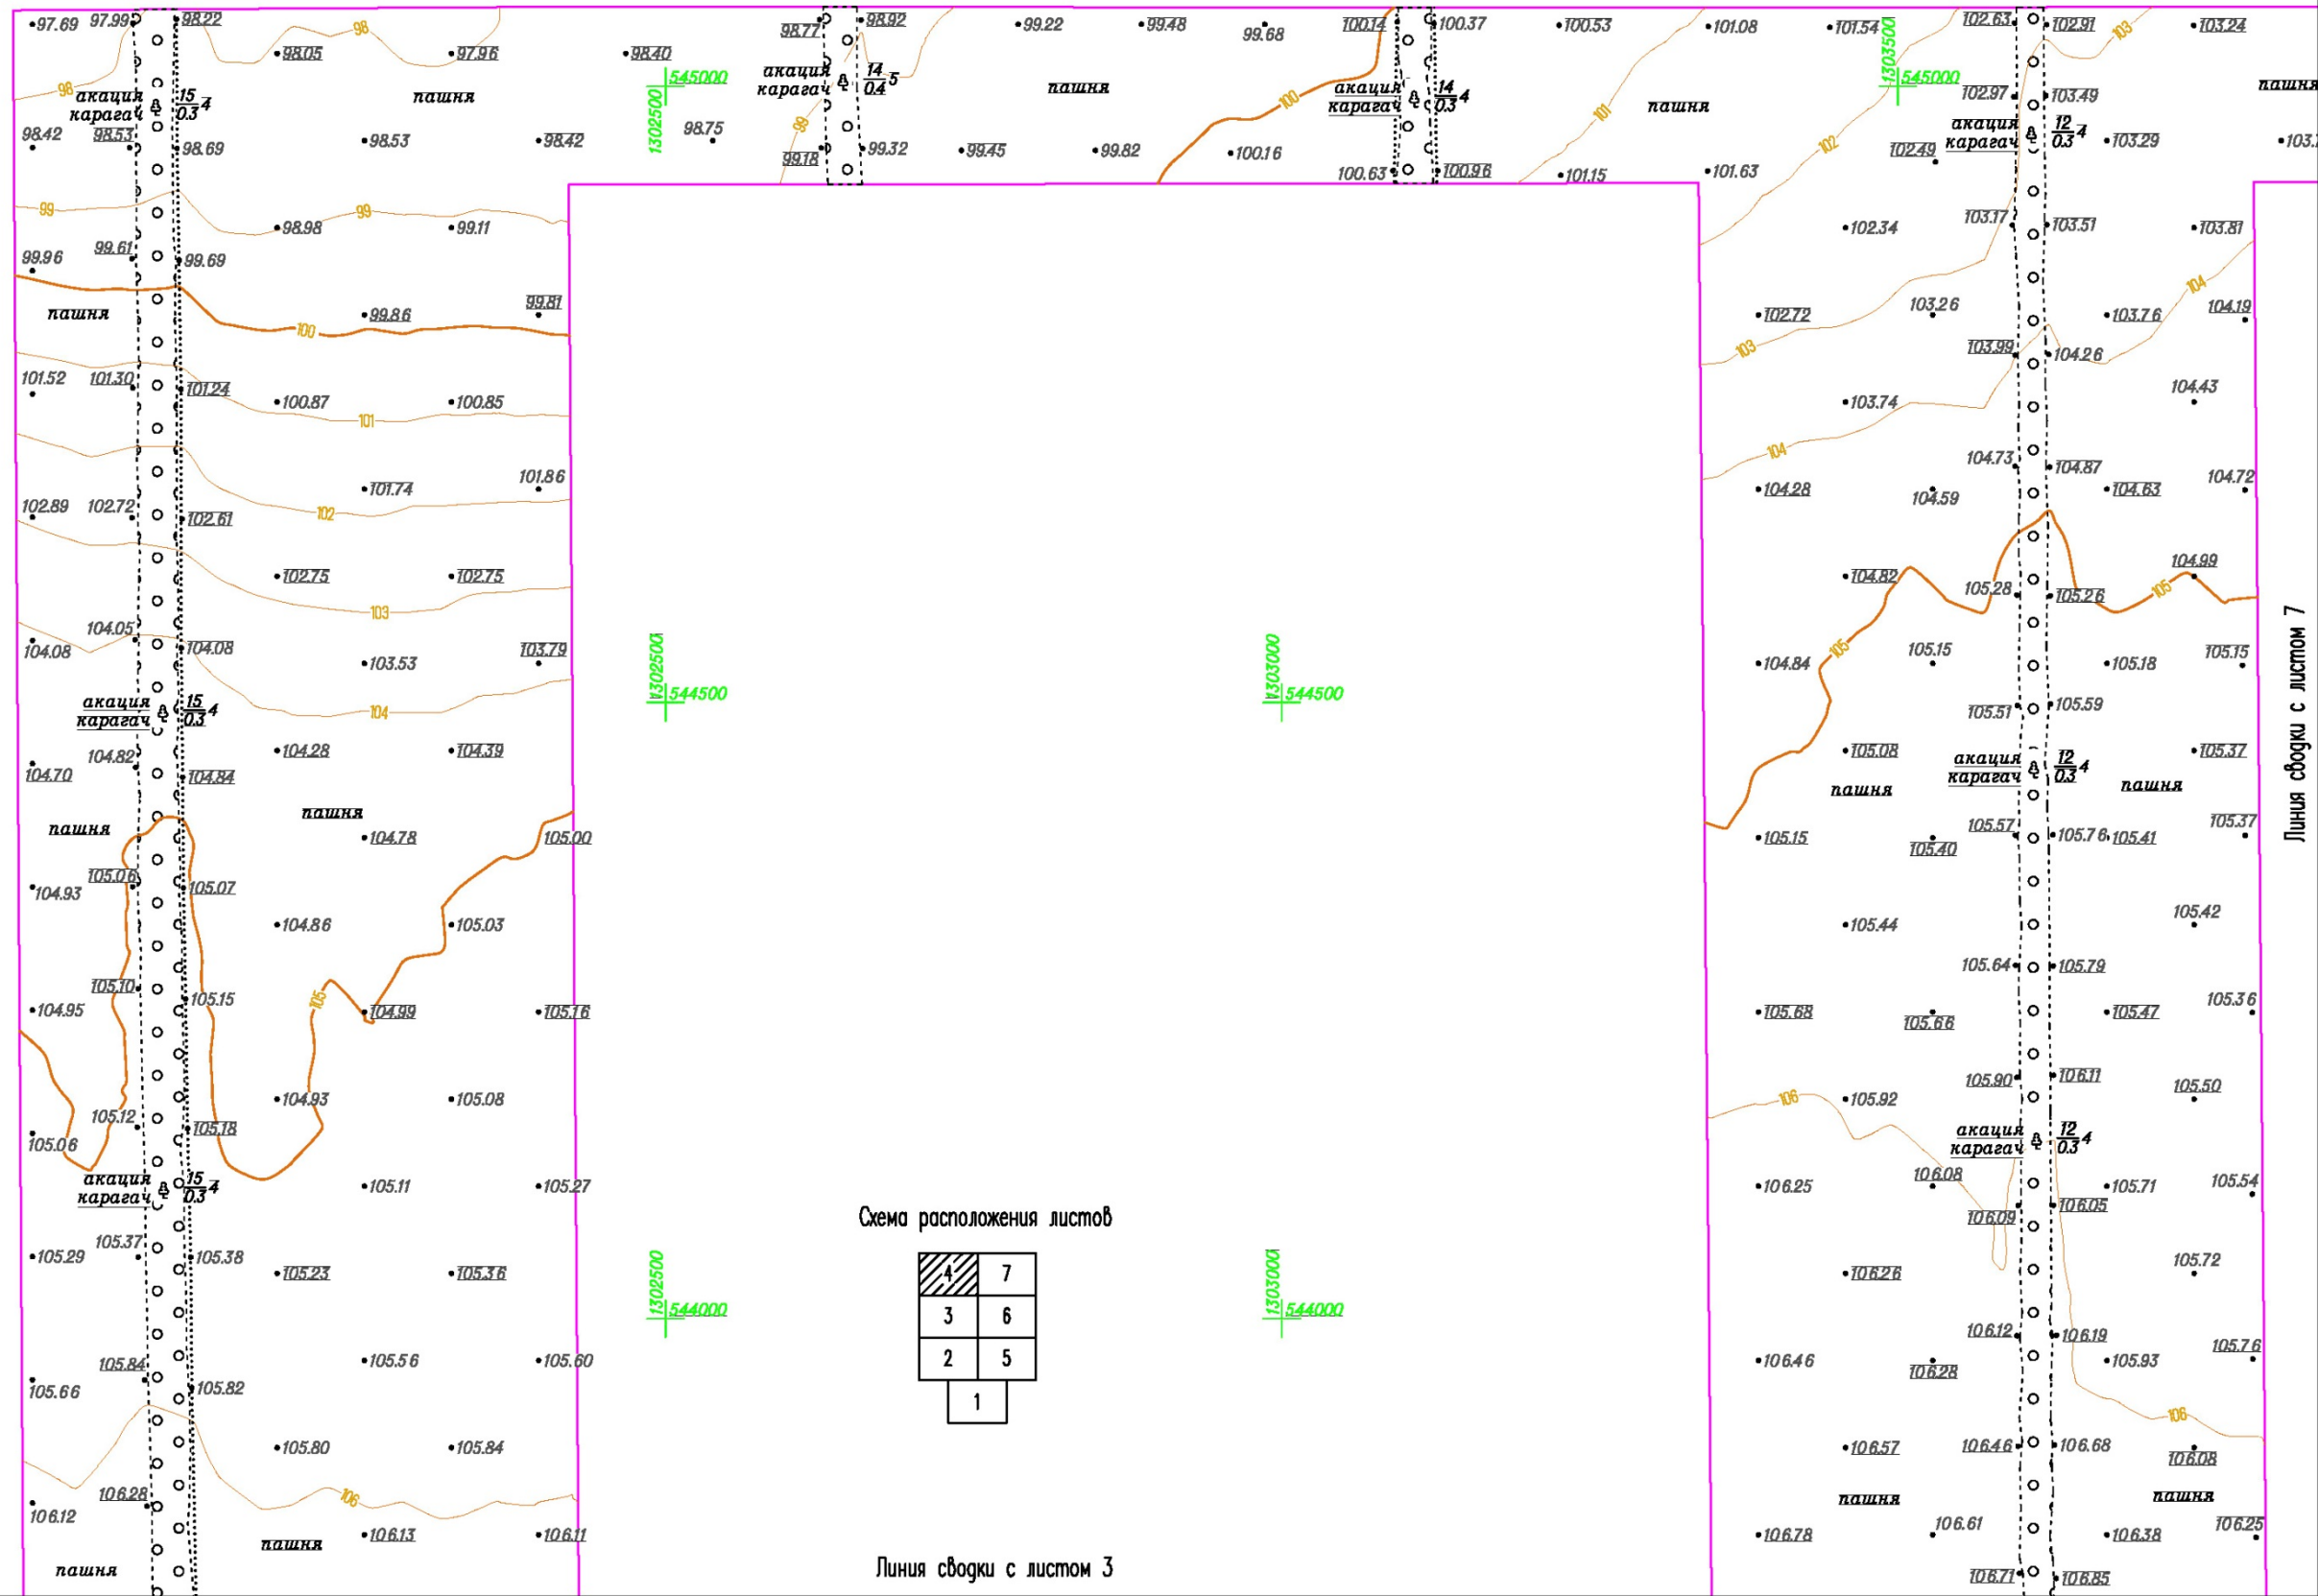 97.69 97.99 98.22 98 98.77 98.92 99.22 99.48 99.68 100.14 100.37 100.53 101.08 101.54 1303500 102.63 102.91 103 103.24
98.05 97.96 98.40
98 акация 15 пашня 545000 акация 14 5 пашня 100 акация 14 4 101 пашня 545000 102.97 103.49 пашня
карагач 0.3 4 1302500 карагач 0.4 99 карагач 0.3 акация 12 4
карагач 0.3
98.42 98.53 98.69 98.53 98.42 98.75 99.18 99.32 99.45 99.82 100.16 100.63 100.96 101.15 101.63 102 102.49 103.29
99 99 98.98 99.11 102.34 103.17 103.51 103.81
99.96 99.61 99.69
пашня 100 99.86 99.81 102.72 103.26 103.76 104 104.19
103 103.99 104.26
101.52 101.30 101.24 100.87 100.85 103.74 104.43
101 104
102.89 102.72 102.61 101.74 101.86 104.28 104.59 104.73 104.87 104.63 104.72
102
102.75 102.75 104.82 105.28 105.26 105 104.99
103
104.08 104.05 104.08 103.53 103.79 1302500 544500 1303000 544500 104.84 105 105.15 105.18 105.15
Линия сводки с листом 7
акация 15 4 104 105.51 105.59
карагач 0.3
104.70 104.82 104.84 104.28 104.39 105.08 акация 12 4 105.37
карагач 0.3
пашня пашня
пашня пашня 104.78 105.00 105.15 105.40 105.57 105.76 105.41 105.37
104.93 105.06 105.07 104.86 105.03 105.44 105.42
105.64 105.79
104.95 105.10 105.15 105 104.99 105.16 105.68 105.66 105.47 105.36
104.93 105.08 106 105.92 105.90 106.11 105.50
105.06 105.12 105.18 акация 12 4
карагач 0.3
акация 15 4 105.11 105.27 106.25 106.08 105.71 105.54
карагач 0.3
106.09 106.05
Схема расположения листов
105.29 105.37 105.38 105.23 105.36 1302500 544000 1303000 544000 106.26 105.72
4 7
3 6
2 5
1
106.12 106.19
105.66 105.84 105.82 105.56 105.60 106.46 106.28 105.93 105.76
106
105.80 105.84 106.57 106.46 106.68 106.08
106.12 106.28 106 пашня пашня
106.13 106.11 106.78 106.61 106.38 106.25
пашня пашня
Линия сводки с листом 3
106.71 106.85